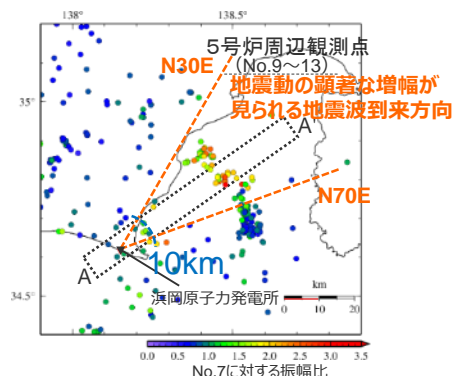 138°
138.5°
5号炉周辺観測点
(No.9~13)
N30E
地震動の顕著な増幅が
見られる地震波到来方向
35°
A'
N70E
10km
A
浜岡原子力発電所
km
34.5°
0 10 20
0.0 0.5 1.0 1.5 2.0 2.5 3.0 3.5
No.7に対する振幅比